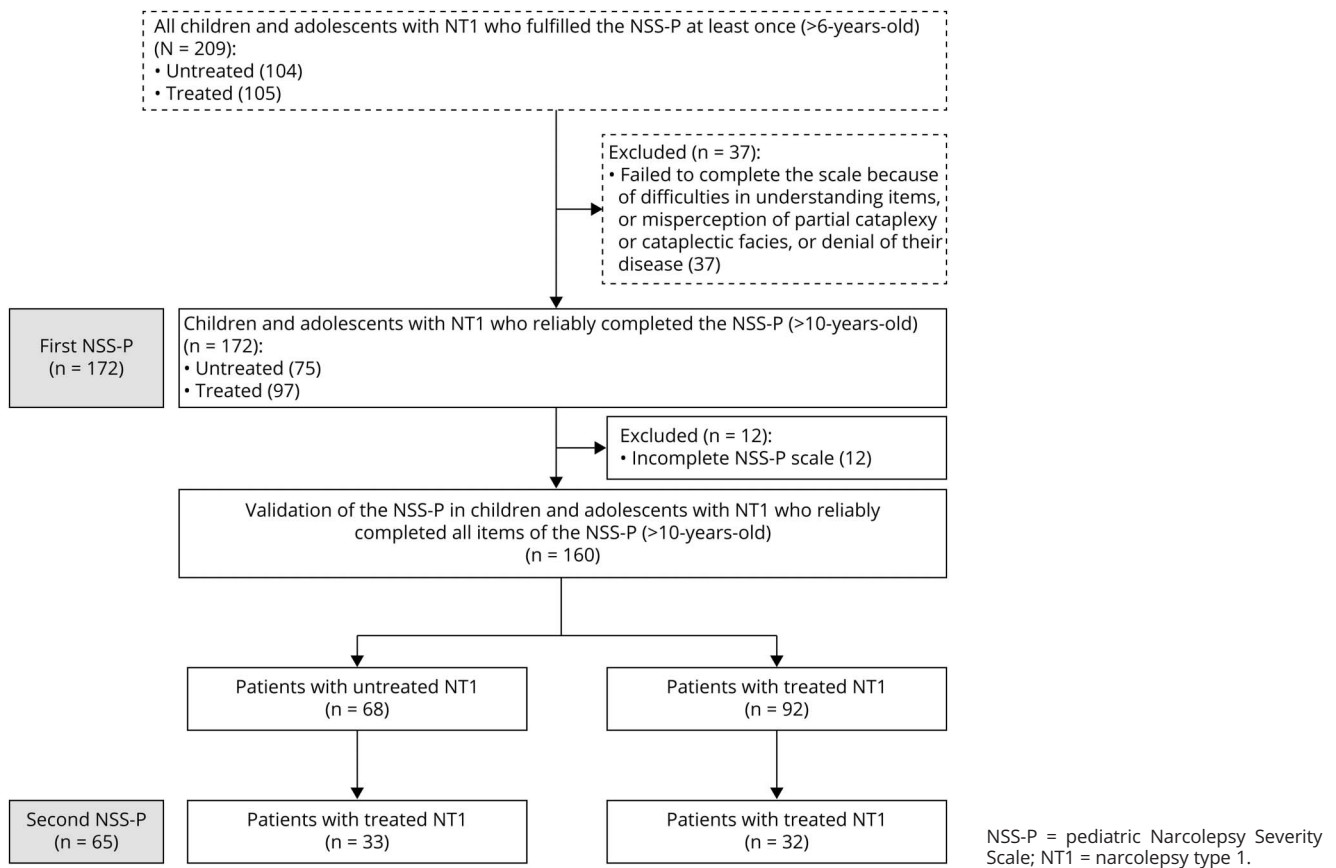 All children and adolescents with NT1 who fulfilled the NSS-P at least once (>6-years-old)
(N = 209):
• Untreated (104)
• Treated (105)
Excluded (n = 37):
• Failed to complete the scale because
of difficulties in understanding items,
or misperception of partial cataplexy
or cataplectic facies, or denial of their
disease (37)
First NSS-P
(n = 172)
Children and adolescents with NT1 who reliably completed the NSS-P (>10-years-old)
(n = 172):
• Untreated (75)
• Treated (97)
Excluded (n = 12):
• Incomplete NSS-P scale (12)
Validation of the NSS-P in children and adolescents with NT1 who reliably
completed all items of the NSS-P (>10-years-old)
(n = 160)
Patients with untreated NT1
(n = 68)
Patients with treated NT1
(n = 92)
Second NSS-P
(n = 65)
Patients with treated NT1
(n = 33)
Patients with treated NT1
(n = 32)
NSS-P = pediatric Narcolepsy Severity
Scale; NT1 = narcolepsy type 1.